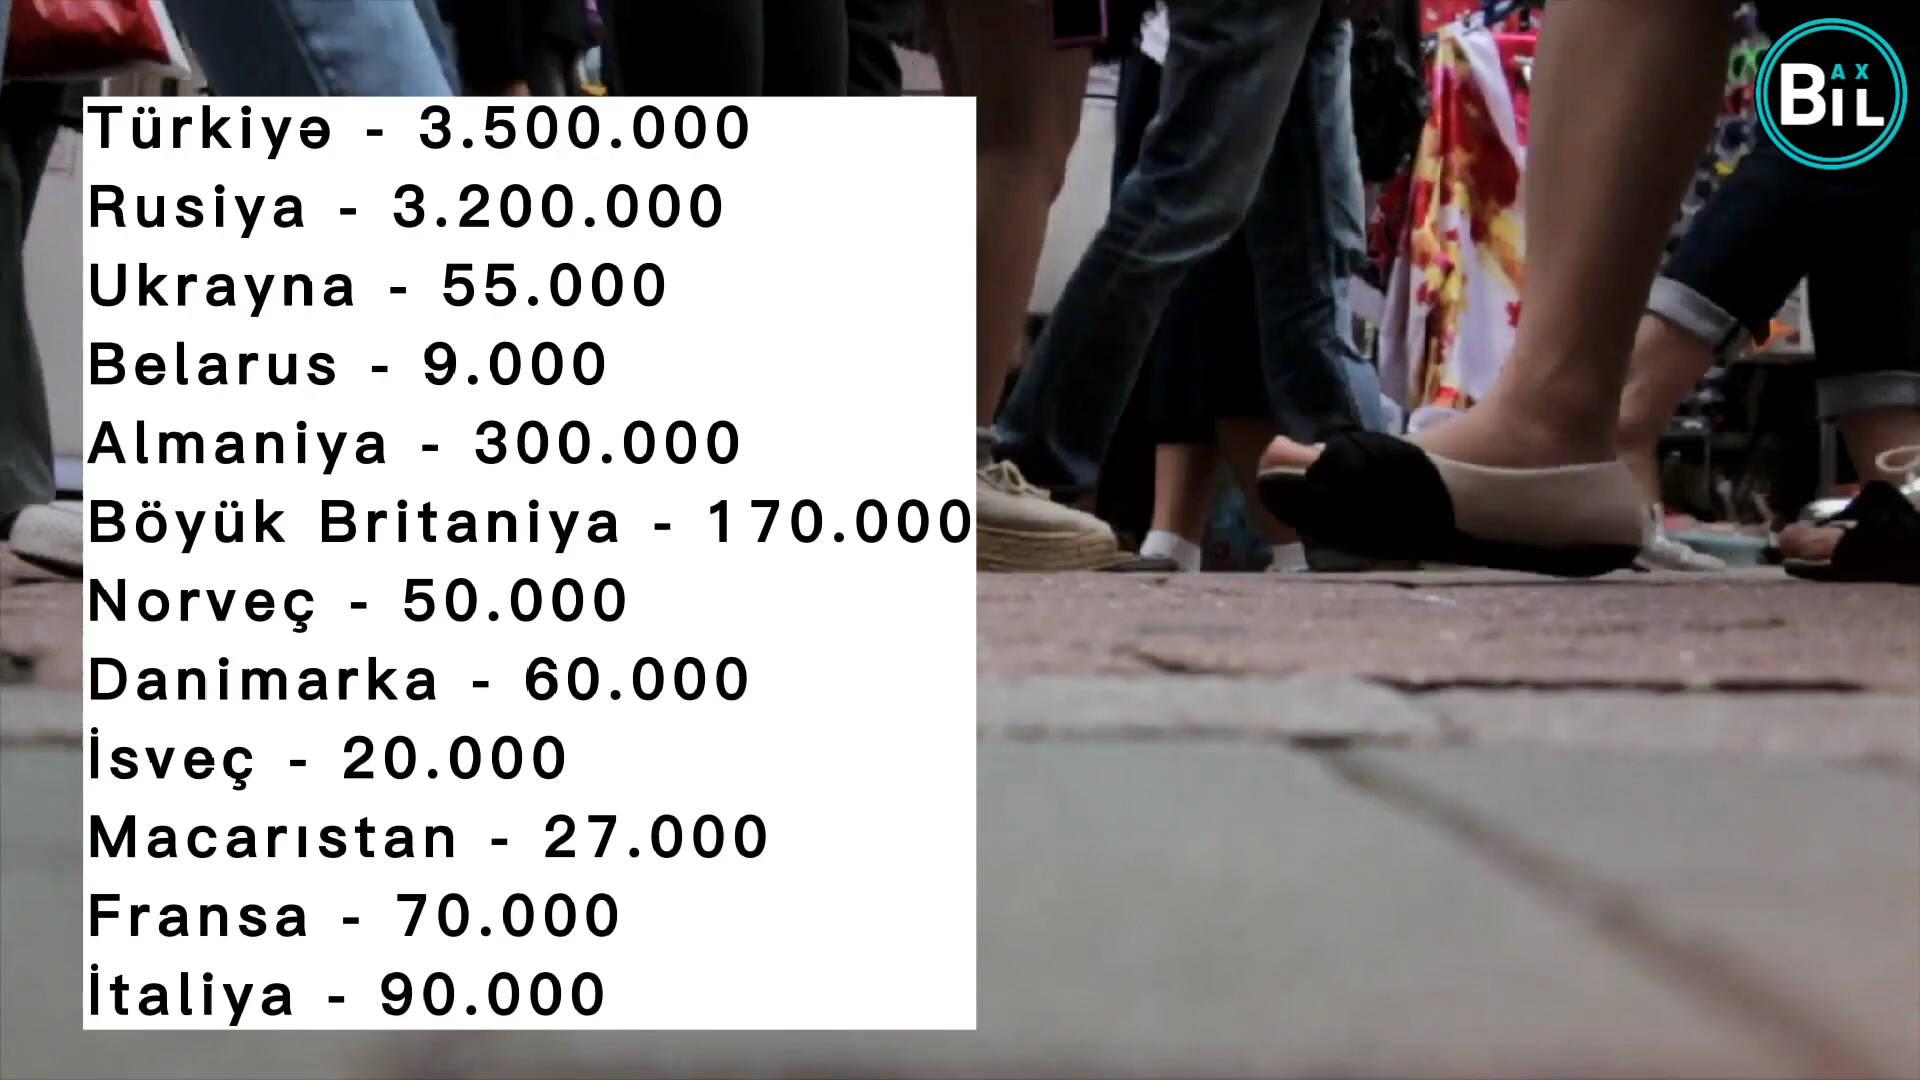 Türkiyə - 3.500.000
Rusiya - 3.200.000
Ukrayna - 55.000
Belarus - 9.000
Almaniya - 300.000
Böyük Britaniya - 170.000
Norveç - 50.000
Danimarka - 60.000
İsveç - 20.000
Macarıstan - 27.000
Fransa - 70.000
İtaliya - 90.000
BAX
BİL